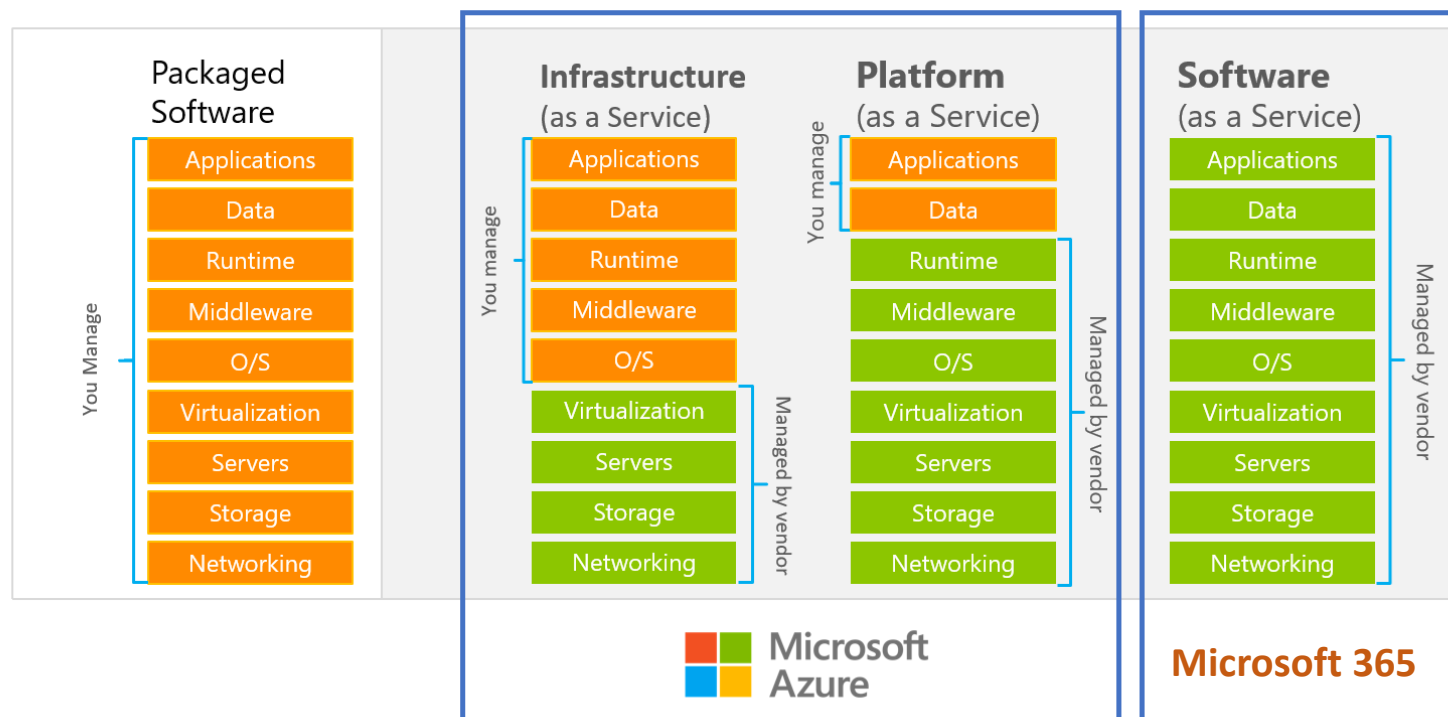 Packaged
Software
You Manage
Applications
Data
Runtime
Middleware
O/S
Virtualization
Servers
Storage
Networking
Infrastructure
(as a Service)
You manage
Applications
Data
Runtime
Middleware
O/S
Virtualization
Servers
Storage
Networking
Managed by vendor
Platform
(as a Service)
You manage
Applications
Data
Runtime
Middleware
O/S
Virtualization
Servers
Storage
Networking
Managed by vendor
Software
(as a Service)
Applications
Data
Runtime
Middleware
O/S
Virtualization
Servers
Storage
Networking
Managed by vendor
Microsoft
Azure
Microsoft 365